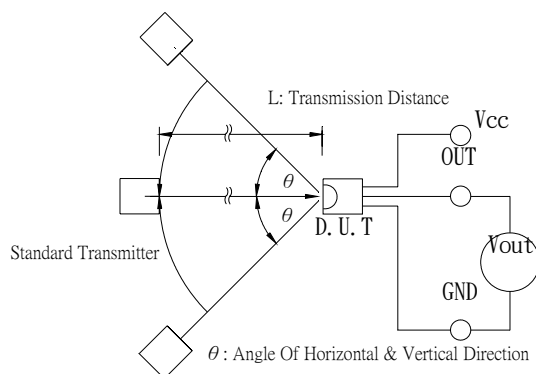 L: Transmission Distance
Vcc
OUT
θ
θ
D.U.T
Standard Transmitter
Vout
GND
θ : Angle Of Horizontal & Vertical Direction